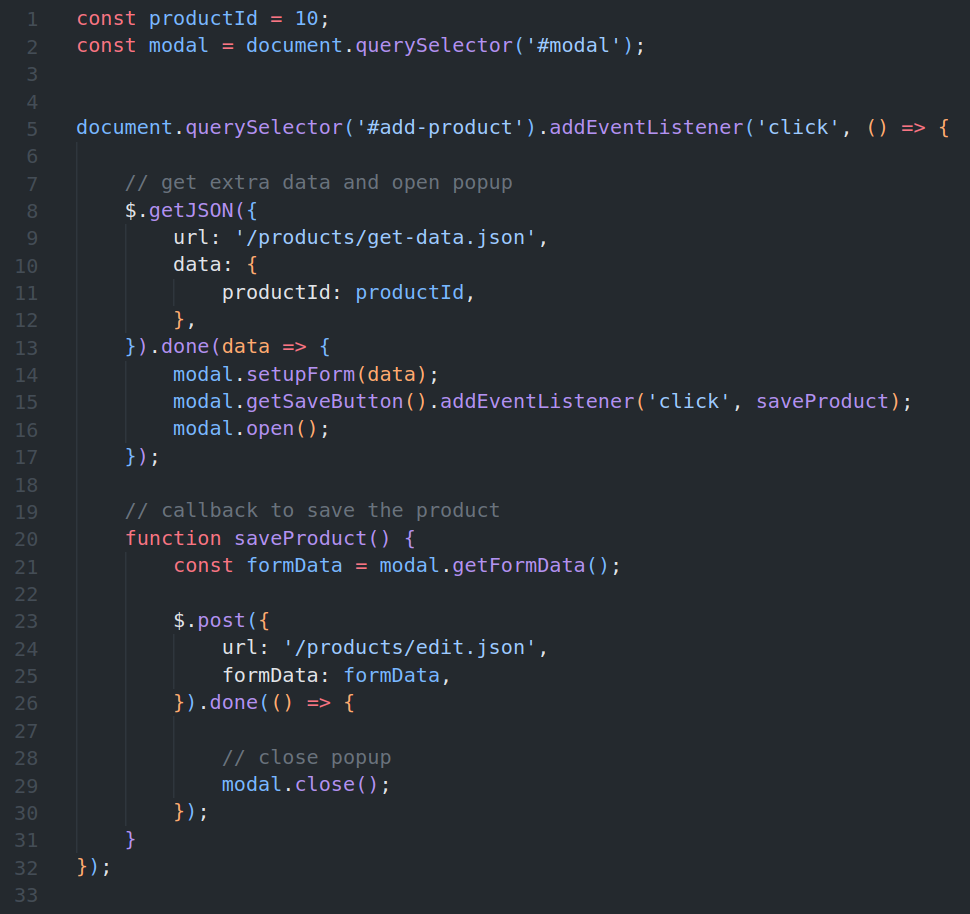 1 const productId = 10;
2 const modal = document.querySelector('#modal');
3
4
5 document.querySelector('#add-product').addEventListener('click', () => {
6
7     // get extra data and open popup
8     $.getJSON({
9         url: '/products/get-data.json',
10         data: {
11             productId: productId,
12         },
13     }).done(data => {
14         modal.setupForm(data);
15         modal.getSaveButton().addEventListener('click', saveProduct);
16         modal.open();
17     });
18
19     // callback to save the product
20     function saveProduct() {
21         const formData = modal.getFormData();
22
23         $.post({
24             url: '/products/edit.json',
25             formData: formData,
26         }).done(() => {
27
28             // close popup
29             modal.close();
30         });
31     }
32 });
33